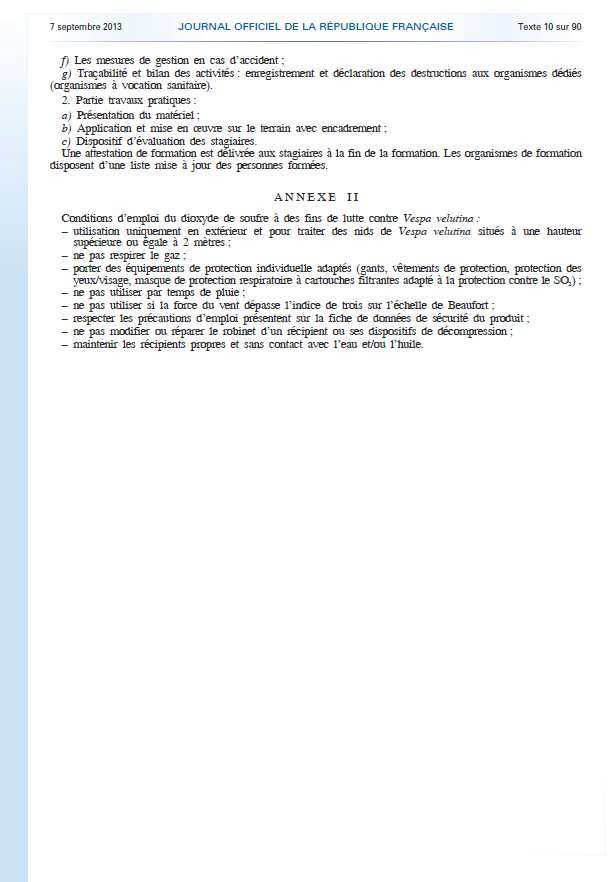 7 septembre 2013 JOURNAL OFFICIEL DE LA RÉPUBLIQUE FRANÇAISE Texte 10 sur 90
f) Les mesures de gestion en cas d'accident ;
g) Traçabilité et bilan des activités : enregistrement et déclaration des destructions aux organismes dédiés
(organismes à vocation sanitaire).
2. Partie travaux pratiques :
a) Présentation du matériel ;
b) Application et mise en œuvre sur le terrain avec encadrement ;
c) Dispositif d'évaluation des stagiaires.
Une attestation de formation est délivrée aux stagiaires à la fin de la formation. Les organismes de formation
disposent d'une liste mise à jour des personnes formées.
ANNEXE II
Conditions d'emploi du dioxyde de soufre à des fins de lutte contre Vespa velutina :
– utilisation uniquement en extérieur et pour traiter des nids de Vespa velutina situés à une hauteur
supérieure ou égale à 2 mètres ;
– ne pas respirer le gaz ;
– porter des équipements de protection individuelle adaptés (gants, vêtements de protection, protection des
yeux/visage, masque de protection respiratoire à cartouches filtrantes adapté à la protection contre le SO₂) ;
– ne pas utiliser par temps de pluie ;
– ne pas utiliser si la force du vent dépasse l'indice de trois sur l'échelle de Beaufort ;
– respecter les précautions d'emploi présentent sur la fiche de données de sécurité du produit ;
– ne pas modifier ou réparer le robinet d'un récipient ou ses dispositifs de décompression ;
– maintenir les récipients propres et sans contact avec l'eau et/ou l'huile.